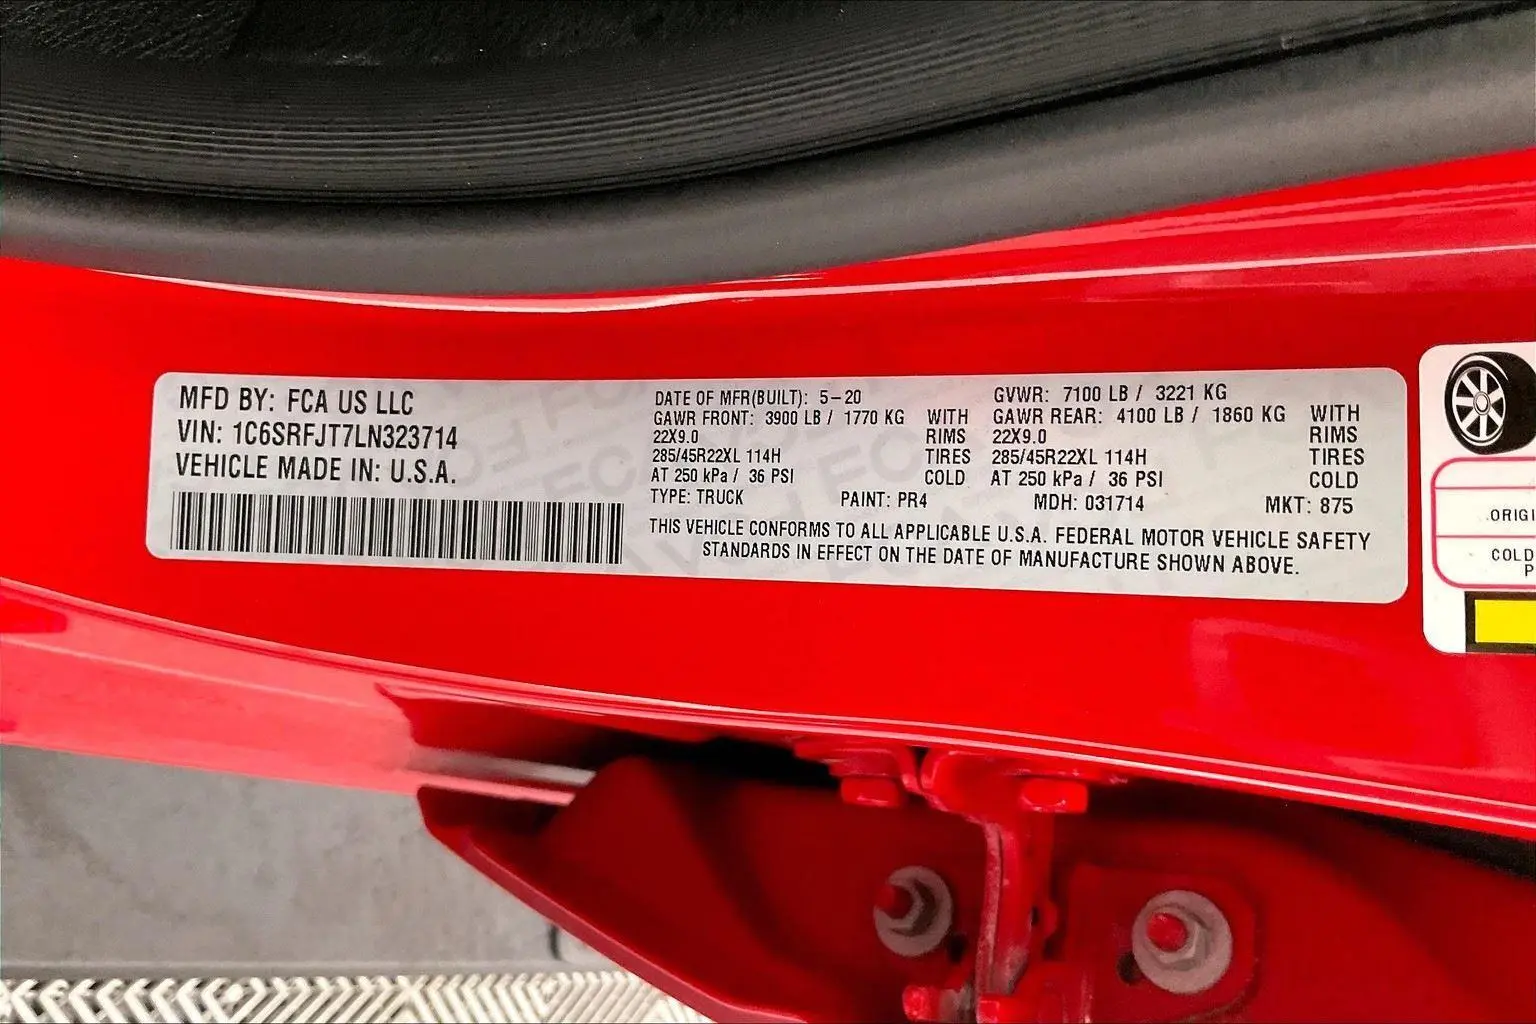 MFD BY: FCA US LLC
VIN: 1C6SRFJT7LN323714
VEHICLE MADE IN: U.S.A.
DATE OF MFR(BUILT): 5-20 GVWR: 7100 LB / 3221 KG
GAWR FRONT: 3900 LB / 1770 KG WITH GAWR REAR: 4100 LB / 1860 KG WITH
22X9.0 RIMS 22X9.0 RIMS
285/45R22XL 114H TIRES 285/45R22XL 114H TIRES
AT 250 kPa / 36 PSI COLD AT 250 kPa / 36 PSI COLD
TYPE: TRUCK PAINT: PR4 MDH: 031714 MKT: 875
THIS VEHICLE CONFORMS TO ALL APPLICABLE U.S.A. FEDERAL MOTOR VEHICLE SAFETY
STANDARDS IN EFFECT ON THE DATE OF MANUFACTURE SHOWN ABOVE.
ORIGI
COLD
P